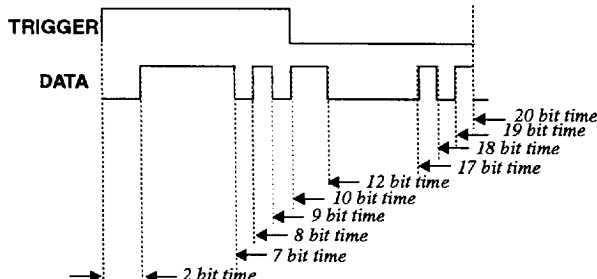 TRIGGER
DATA
20 bit time
19 bit time
18 bit time
17 bit time
12 bit time
10 bit time
9 bit time
8 bit time
7 bit time
2 bit time